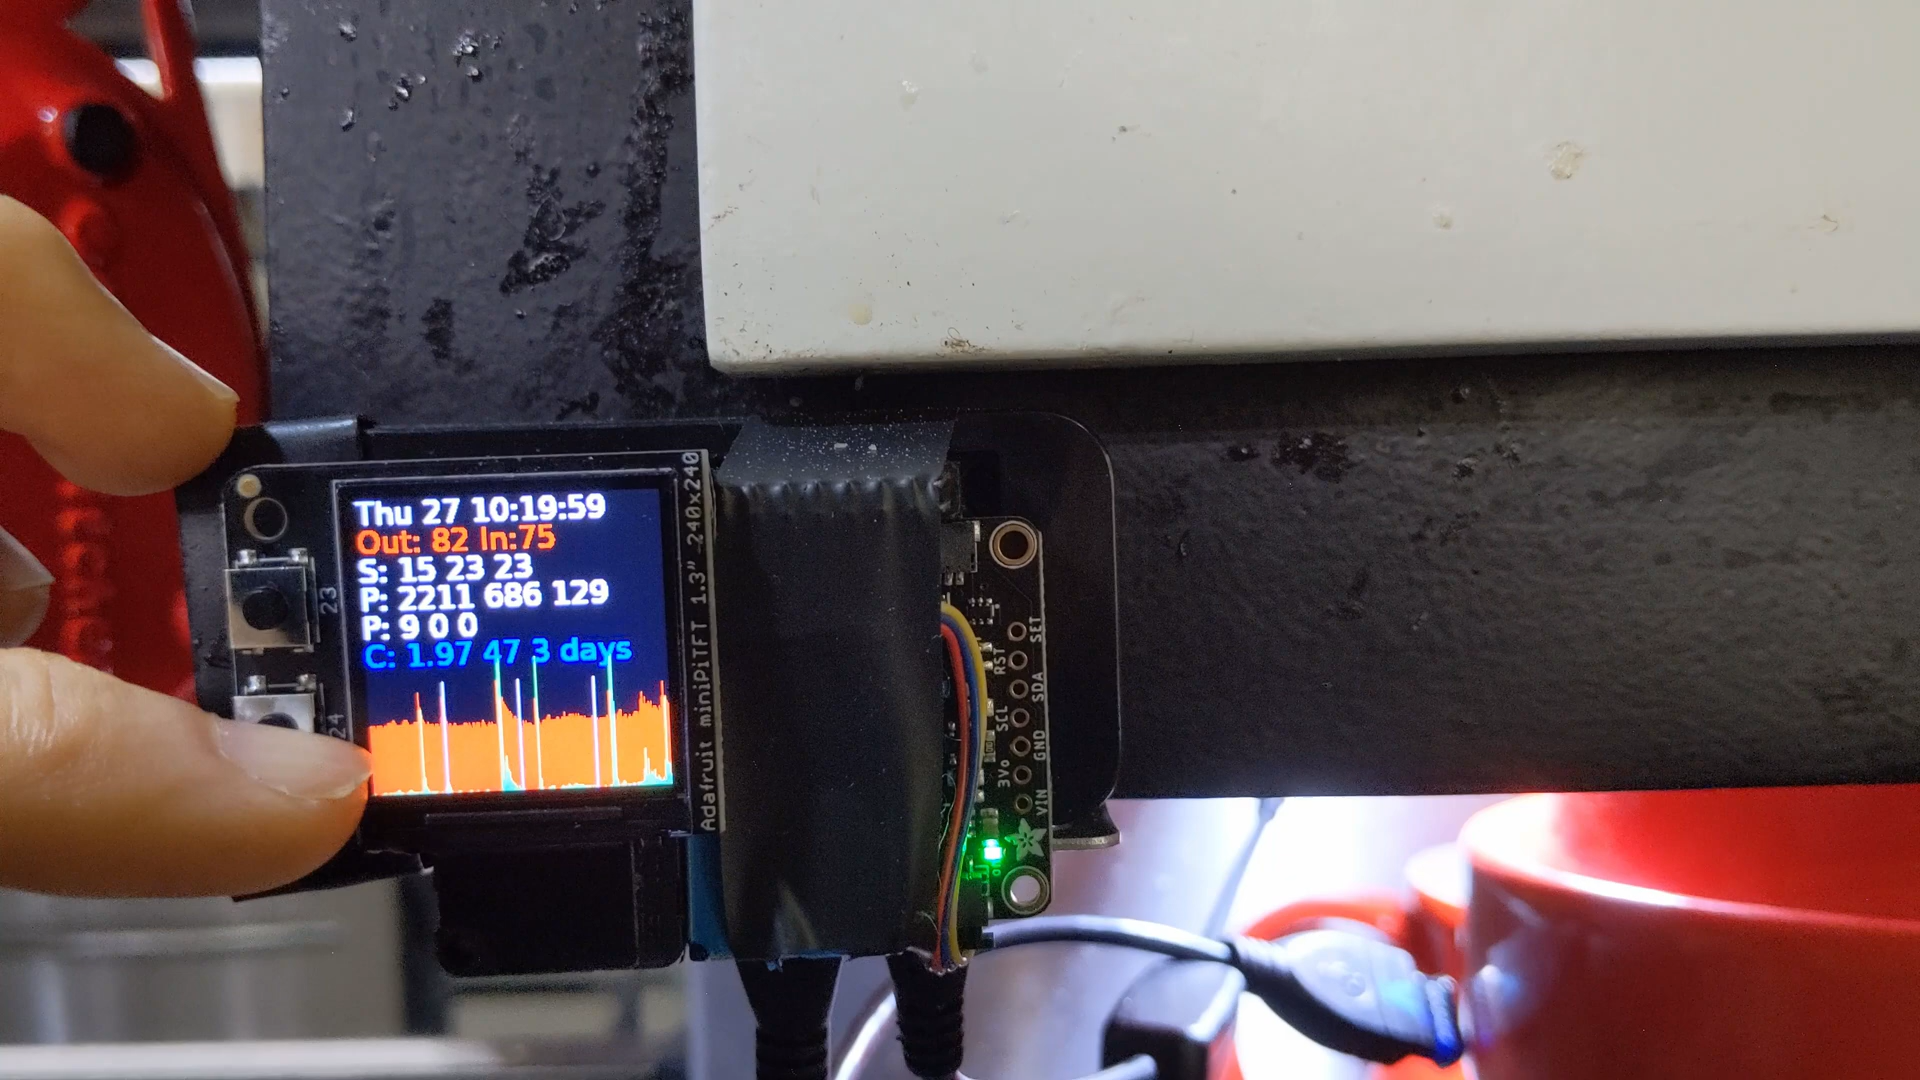 Thu 27 10:19:59
Out: 82 In:75
S: 15 23 23
P: 2211 686 129
P: 9 0 0
C: 1.97 47 3 days
23
24
Adafruit miniPiTFT 1.3" 240x240
SET
RST
SDA
SCL
GND
3Vo
VIN